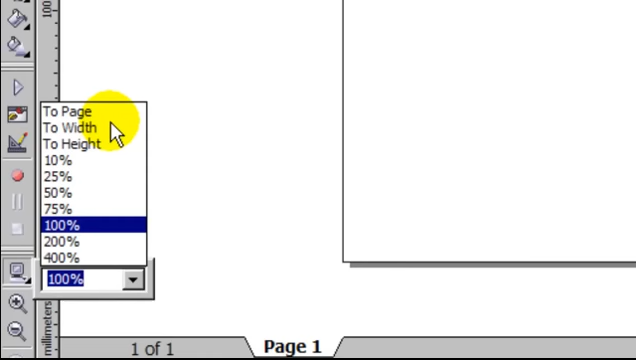 100
To Page
To Width
To Height
10%
25%
50%
75%
100%
200%
400%
100%
millimeters
1 of 1
Page 1